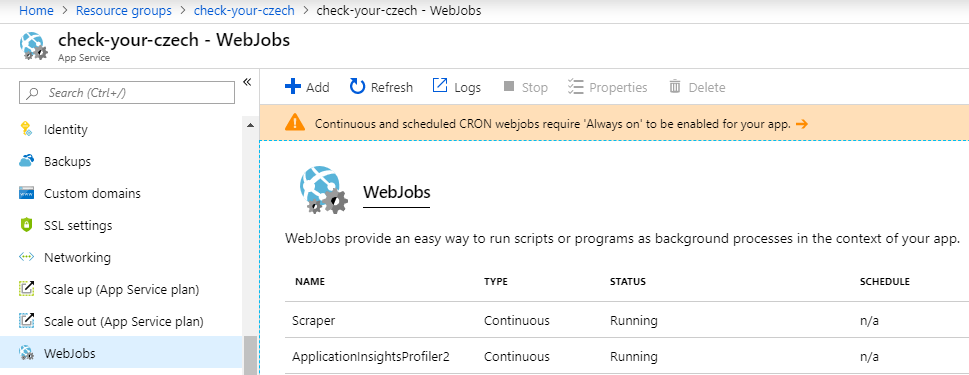 Home > Resource groups > check-your-czech > check-your-czech - WebJobs
check-your-czech - WebJobs
App Service
Search (Ctrl+/)
«
Identity
Backups
Custom domains
SSL settings
Networking
Scale up (App Service plan)
Scale out (App Service plan)
WebJobs
Add Refresh Logs Stop Properties Delete
Continuous and scheduled CRON webjobs require 'Always on' to be enabled for your app. →
WebJobs
WebJobs provide an easy way to run scripts or programs as background processes in the context of your app.
NAME TYPE STATUS SCHEDULE
Scraper Continuous Running n/a
ApplicationInsightsProfiler2 Continuous Running n/a